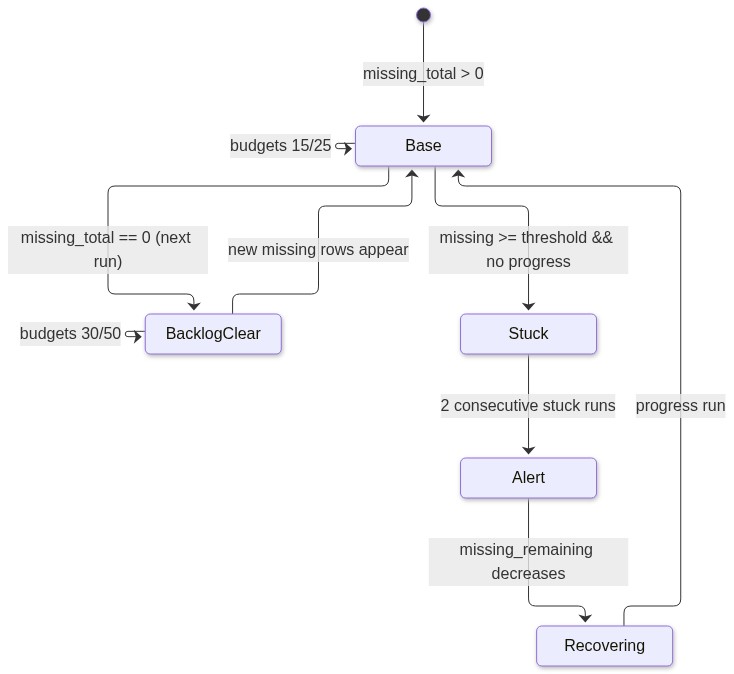 missing_total > 0
budgets 15/25
Base
missing_total == 0 (next
run)
new missing rows appear
missing >= threshold &&
no progress
budgets 30/50
BacklogClear
Stuck
2 consecutive stuck runs
progress run
Alert
missing_remaining
decreases
Recovering